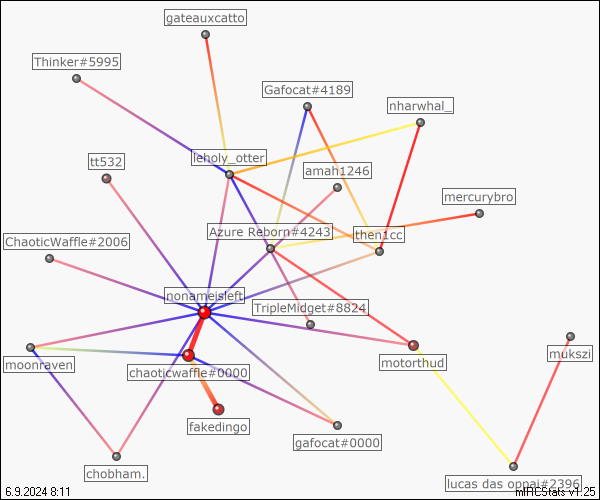 gateauxcatto
Thinker#5995
Gafocat#4189
nharwhal_
leholy_otter
tt532
amah1246
mercurybro
Azure Reborn#4243
then1cc
ChaoticWaffle#2006
nonameisleft
TripleMidget#8824
mukszi
moonraven
chaoticwaffle#0000
motorthud
fakedingo
gafocat#0000
chobham.
lucas das oppai#2396
6.9.2024 8:11
mIRCStats v1.25